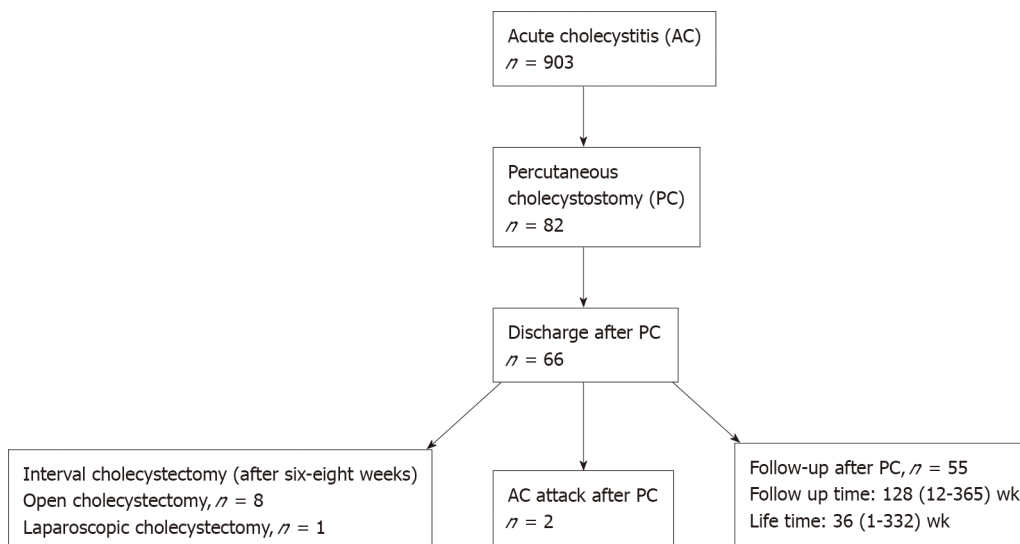 Acute cholecystitis (AC)
n = 903
Percutaneous
cholecystostomy (PC)
n = 82
Discharge after PC
n = 66
Interval cholecystectomy (after six-eight weeks)
Open cholecystectomy, n = 8
Laparoscopic cholecystectomy, n = 1
AC attack after PC
n = 2
Follow-up after PC, n = 55
Follow up time: 128 (12-365) wk
Life time: 36 (1-332) wk